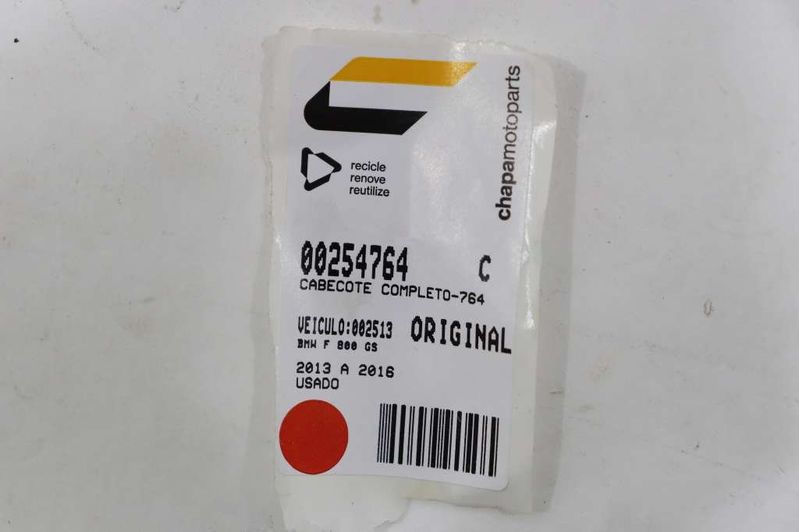 chapamotoparts
recicle
renove
reutilize
00254764 C
CABECOTE COMPLETO-764
VEICULO:002513 ORIGINAL
BMW F 800 GS
2013 A 2016
USADO